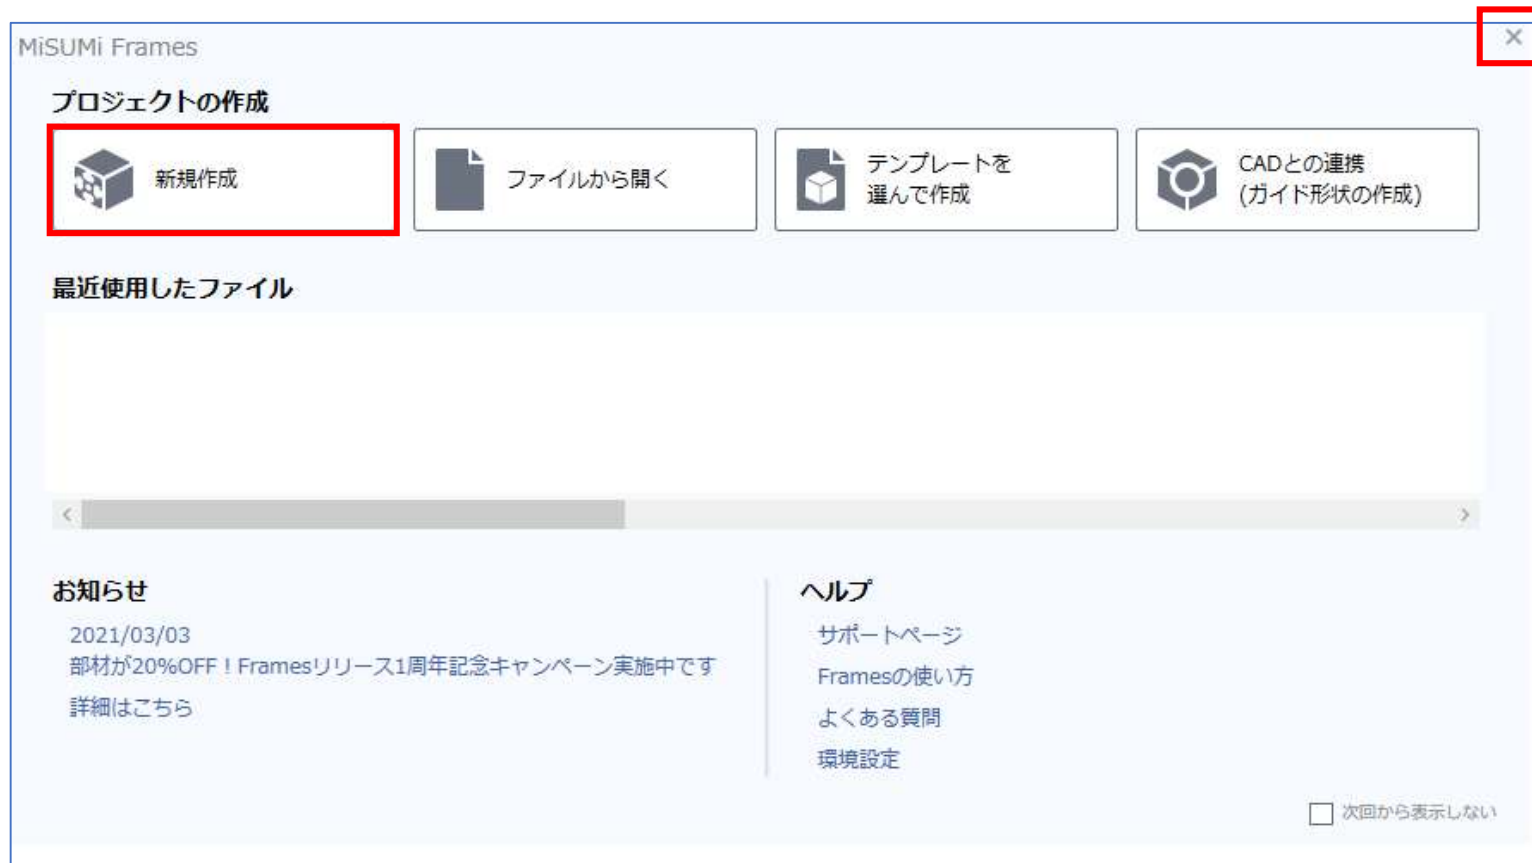 MiSUMi Frames
プロジェクトの作成
新規作成
ファイルから開く
テンプレートを
選んで作成
CADとの連携
(ガイド形状の作成)
最近使用したファイル
お知らせ
2021/03/03
部材が20%OFF！Framesリリース1周年記念キャンペーン実施中です
詳細はこちら
ヘルプ
サポートページ
Framesの使い方
よくある質問
環境設定
次回から表示しない